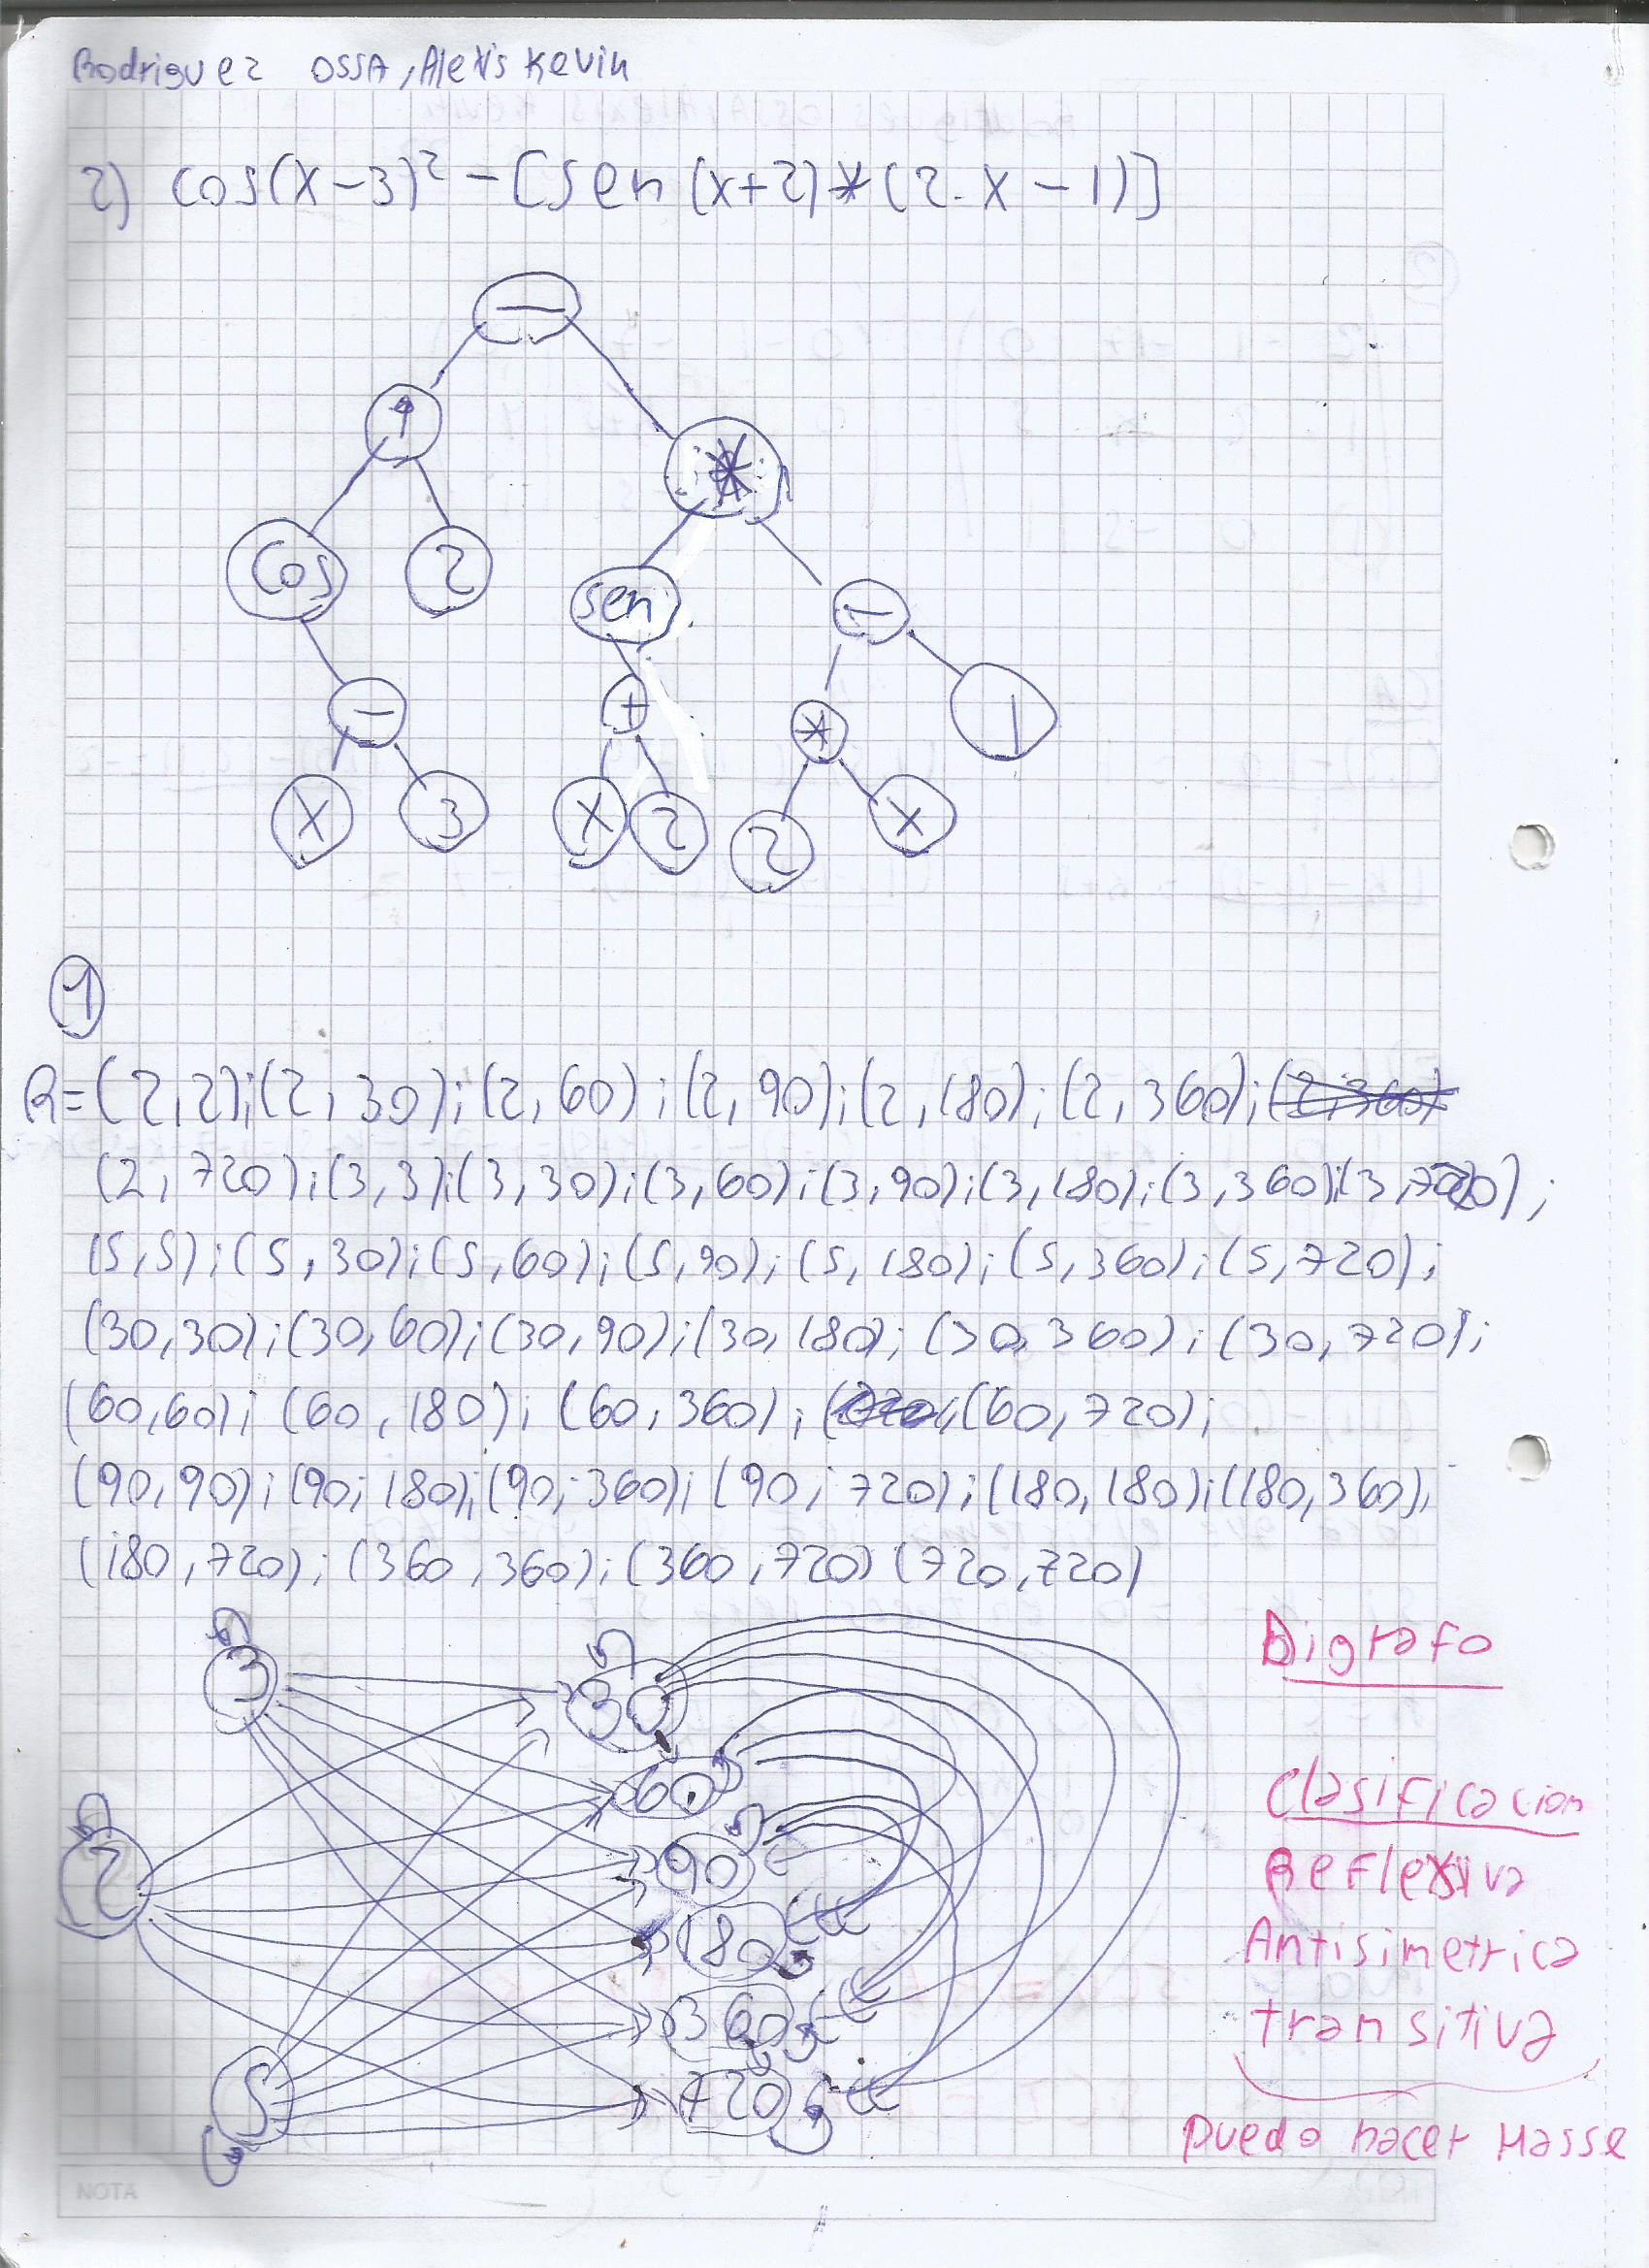 Rodriguez OSSA, Alexis Kevin
2) cos(x-3)² - [sen (x+2)*(2.x - 1)]
-
↑ *
Cos 2 sen -
- + * 1
x 3 x 2 2 x
1
R=(2,2);(2,30);(2,60);(2,90);(2,180);(2,360);(2,360)
(2,720);(3,3);(3,30);(3,60);(3,90);(3,180);(3,360);(3,720);
(5,5);(5,30);(5,60);(5,90);(5,180);(5,360);(5,720);
(30,30);(30,60);(30,90);(30,180);(30,360);(30,720);
(60,60);(60,180);(60,360);(60,720);
(90,90);(90;180);(90;360);(90;720);(180,180);(180,360);
(180,720);(360,360);(360,720)(720,720)
Digrafo
3 30
60
Clasificacion
2 90
Reflexiva
180
Antisimetrica
360
transitiva
5 720
puedo hacer Hasse
NOTA